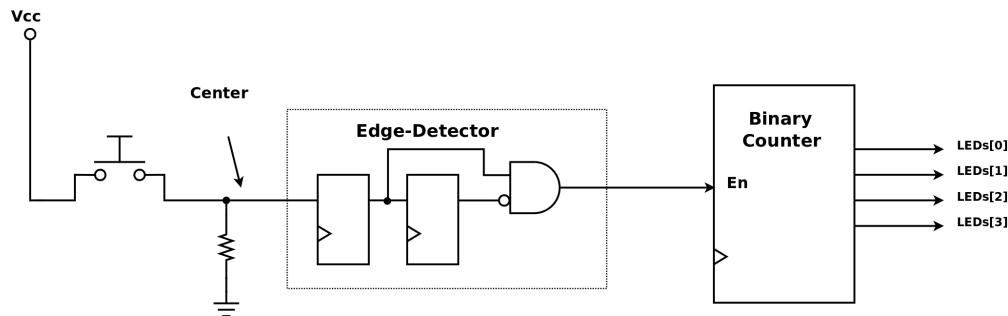 Vcc
Center
Edge-Detector
Binary
Counter
En
LEDs[0]
LEDs[1]
LEDs[2]
LEDs[3]